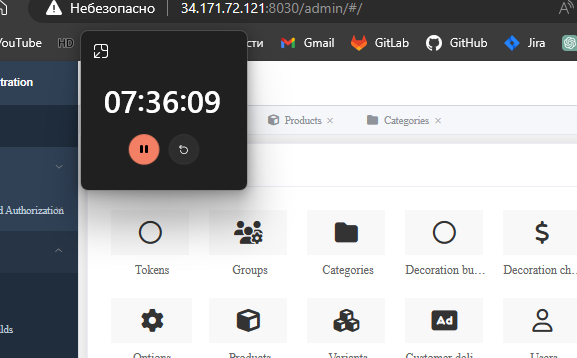 Небезопасно 34.171.72.121:8030/admin/#/
YouTube HD сти Gmail GitLab GitHub Jira
tration
07:36:09
Products × Categories ×
d Authorization
Tokens Groups Categories Decoration bu... Decoration ch...
Ad
lds
Options Products Variants Customer deli... Users